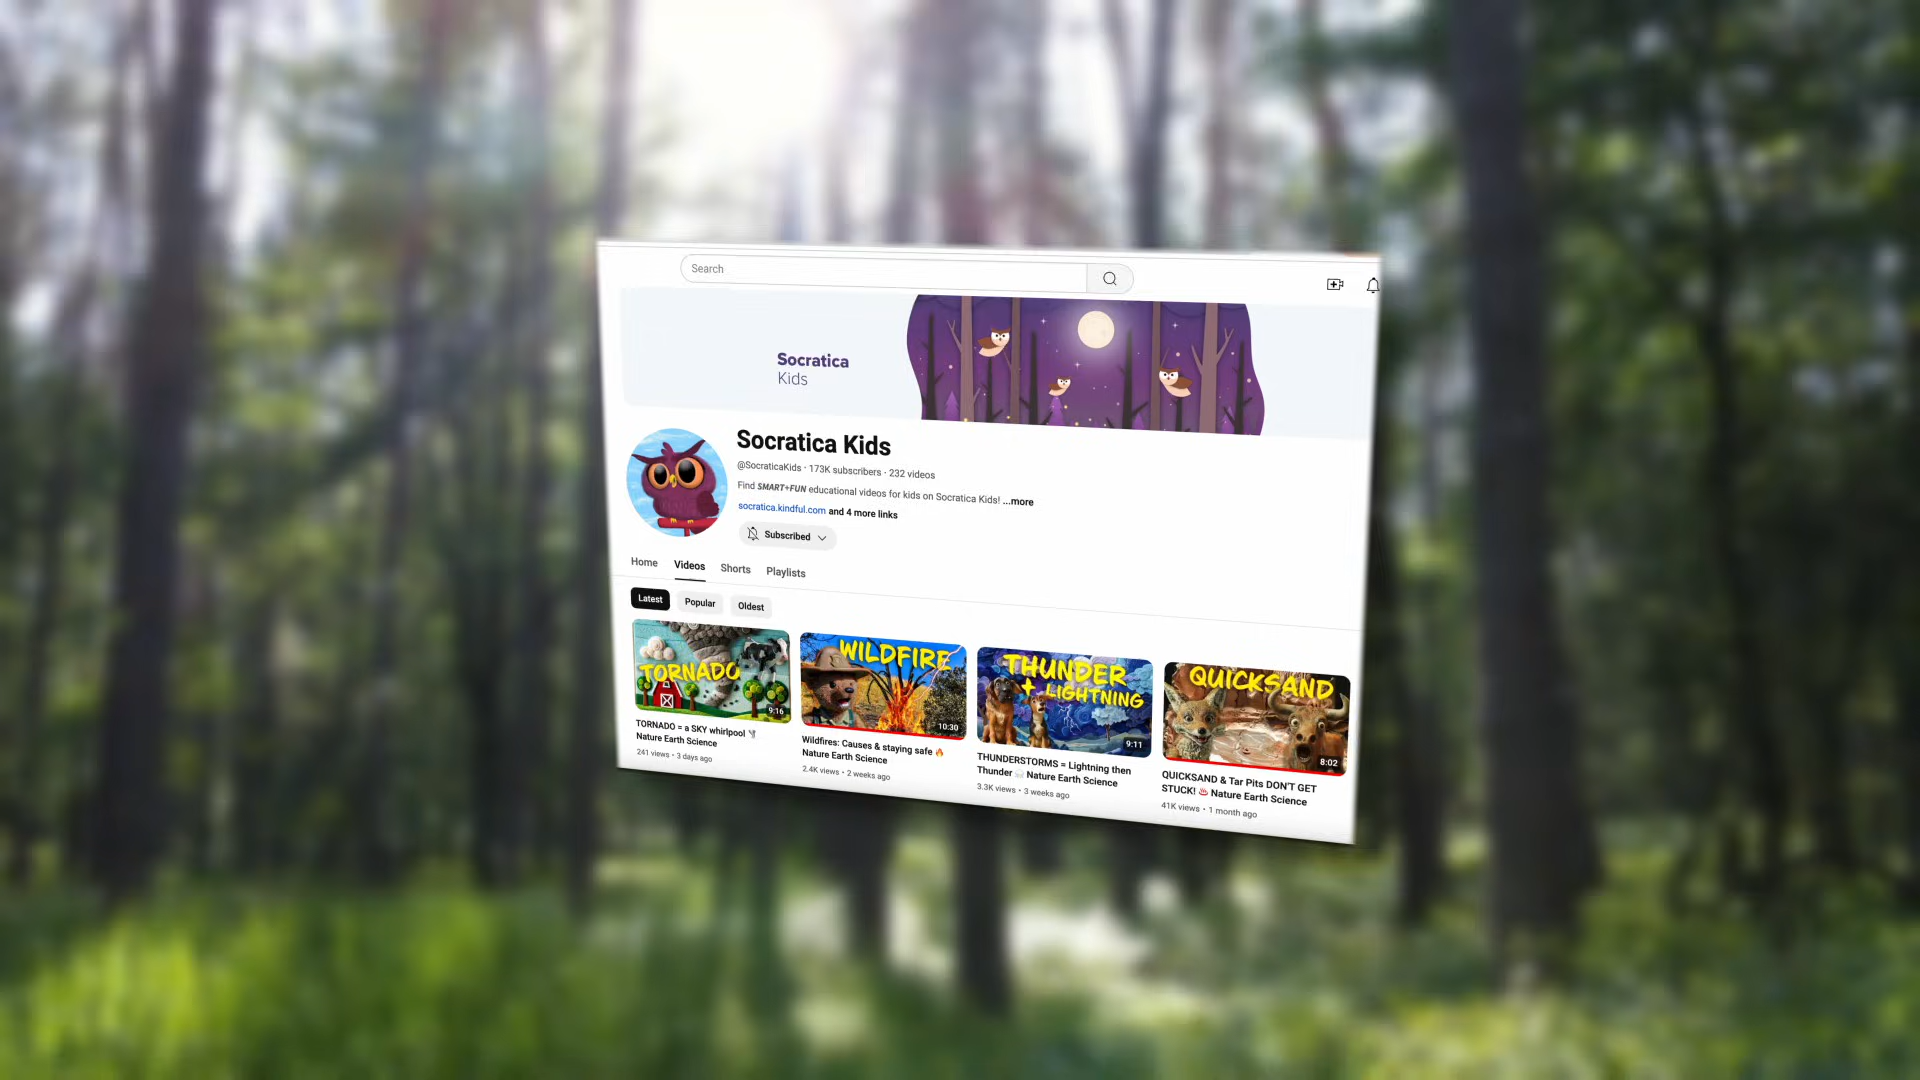 Search
Socratica
Kids
Socratica Kids
@SocraticaKids · 173K subscribers · 232 videos
Find SMART+FUN educational videos for kids on Socratica Kids! ...more
socratica.kindful.com and 4 more links
Subscribed
Home Videos Shorts Playlists
Latest Popular Oldest
TORNADO
9:16
TORNADO = a SKY whirlpool
Nature Earth Science
241 views • 3 days ago
WILDFIRE
10:30
Wildfires: Causes & staying safe 🔥
Nature Earth Science
2.4K views • 2 weeks ago
THUNDER
+ LIGHTNING
9:11
THUNDERSTORMS = Lightning then
Thunder Nature Earth Science
3.3K views • 3 weeks ago
QUICKSAND
8:02
QUICKSAND & Tar Pits DON'T GET
STUCK! ♨️ Nature Earth Science
41K views • 1 month ago